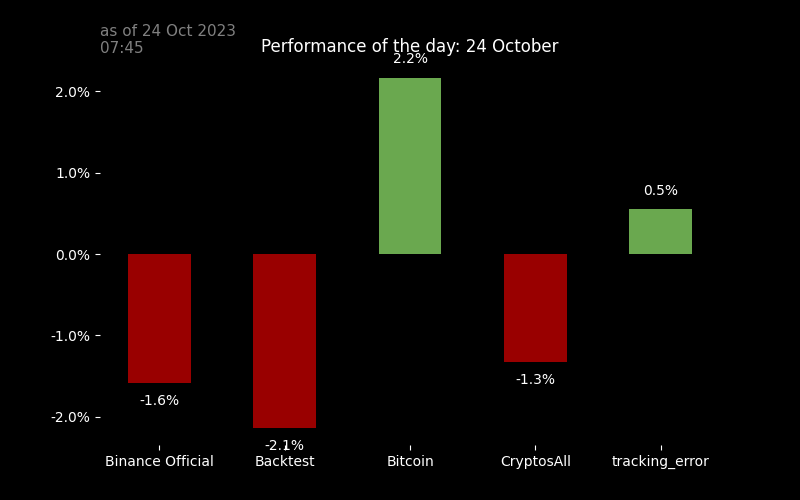 as of 24 Oct 2023
07:45
Performance of the day: 24 October
2.2%
2.0%
1.0%
0.5%
0.0%
-1.0%
-1.3%
-1.6%
-2.0%
-2.1%
Binance Official
Backtest
Bitcoin
CryptosAll
tracking_error